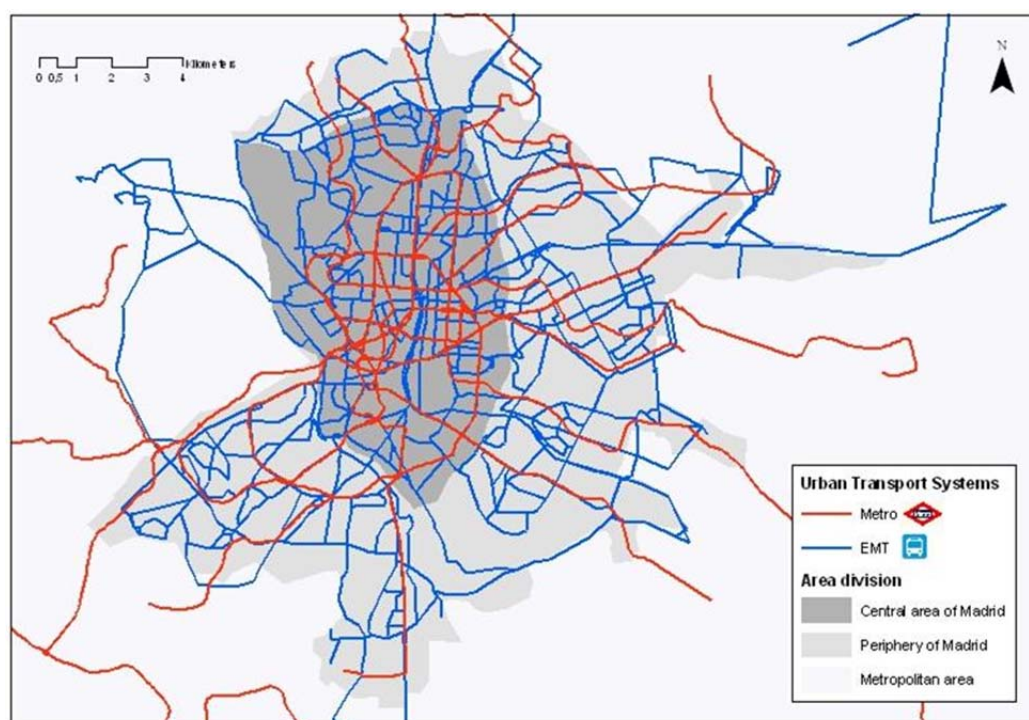 N
Kilometers
0 0,5 1 2 3 4
Urban Transport Systems
Metro
EMT
Area division
Central area of Madrid
Periphery of Madrid
Metropolitan area